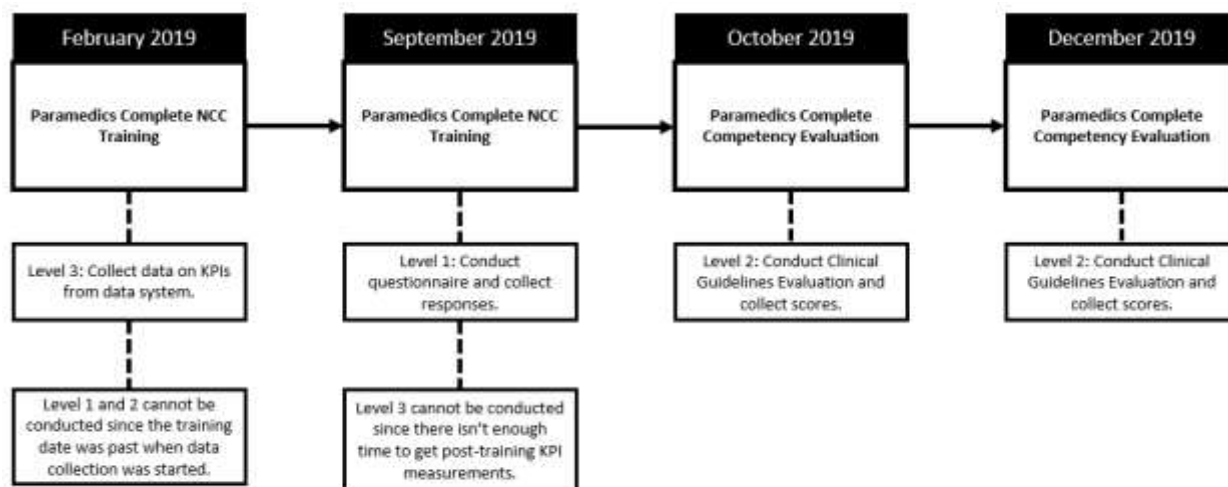 February 2019
Paramedics Complete NCC
Training
Level 3: Collect data on KPIs
from data system.
Level 1 and 2 cannot be
conducted since the training
date was past when data
collection was started.
September 2019
Paramedics Complete NCC
Training
Level 1: Conduct
questionnaire and collect
responses.
Level 3 cannot be conducted
since there isn't enough
time to get post-training KPI
measurements.
October 2019
Paramedics Complete
Competency Evaluation
Level 2: Conduct Clinical
Guidelines Evaluation and
collect scores.
December 2019
Paramedics Complete
Competency Evaluation
Level 2: Conduct Clinical
Guidelines Evaluation and
collect scores.